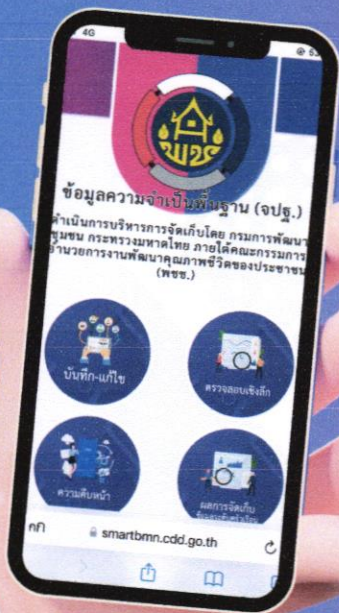 4G
ข้อมูลความจำเป็นพื้นฐาน (จปฐ.)
ดำเนินการบริหารการจัดเก็บโดย กรมการพัฒนา
ชุมชน กระทรวงมหาดไทย ภายใต้คณะกรรมการ
อำนวยการงานพัฒนาคุณภาพชีวิตของประชาชน
(พชช.)
บันทึก-แก้ไข
ตรวจสอบเชิงลึก
ความคืบหน้า
ผลการจัดเก็บ
กก
smartbmn.cdd.go.th